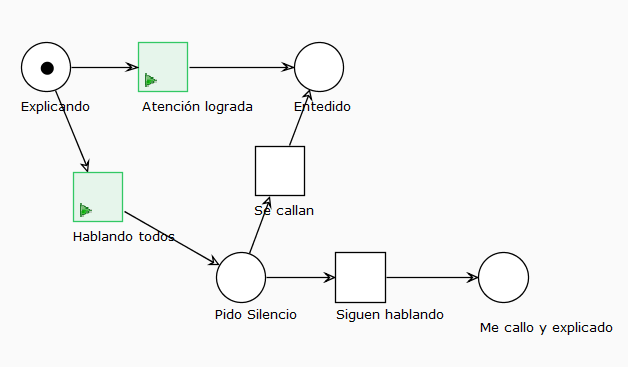 Explicando
Atención lograda
Entedido
Hablando todos
Se callan
Pido Silencio
Siguen hablando
Me callo y explicado